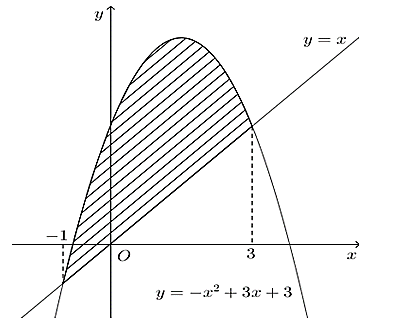 y
y = x
−1
O
3
x
y = −x² + 3x + 3